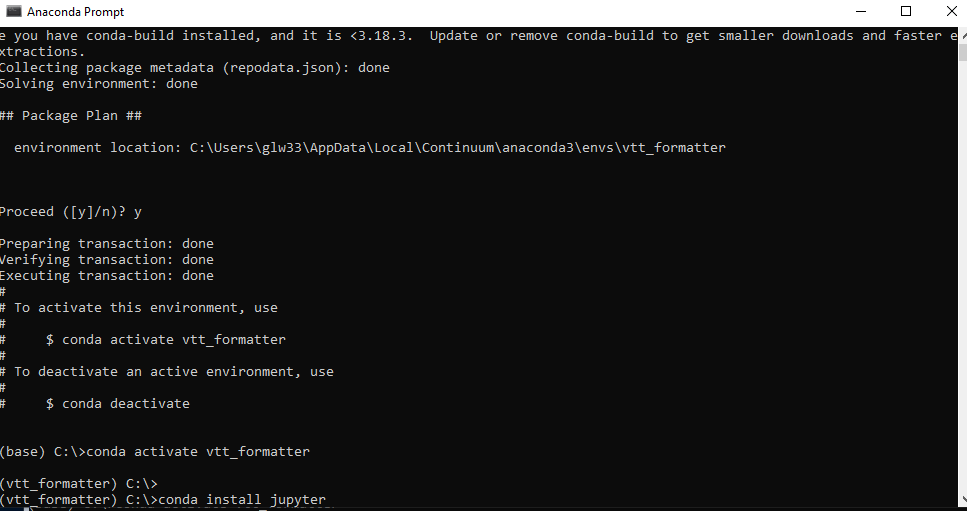 Anaconda Prompt
e you have conda-build installed, and it is <3.18.3.  Update or remove conda-build to get smaller downloads and faster e
xtractions.
Collecting package metadata (repodata.json): done
Solving environment: done
## Package Plan ##
environment location: C:\Users\glw33\AppData\Local\Continuum\anaconda3\envs\vtt_formatter
Proceed ([y]/n)? y
Preparing transaction: done
Verifying transaction: done
Executing transaction: done
#
# To activate this environment, use
#
#     $ conda activate vtt_formatter
#
# To deactivate an active environment, use
#
#     $ conda deactivate
(base) C:\>conda activate vtt_formatter
(vtt_formatter) C:\>
(vtt_formatter) C:\>conda install jupyter